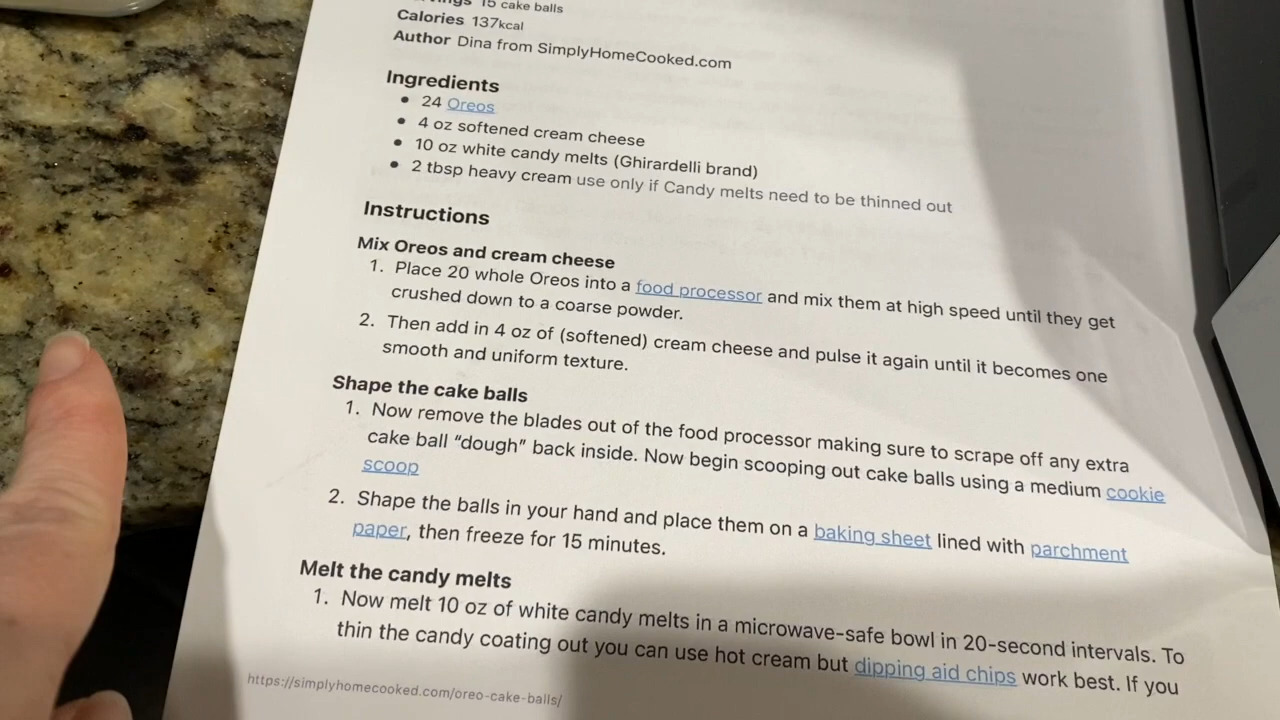 15 cake balls
Calories 137kcal
Author Dina from SimplyHomeCooked.com
Ingredients
• 24 Oreos
• 4 oz softened cream cheese
• 10 oz white candy melts (Ghirardelli brand)
• 2 tbsp heavy cream use only if Candy melts need to be thinned out
Instructions
Mix Oreos and cream cheese
1. Place 20 whole Oreos into a food processor and mix them at high speed until they get
crushed down to a coarse powder.
2. Then add in 4 oz of (softened) cream cheese and pulse it again until it becomes one
smooth and uniform texture.
Shape the cake balls
1. Now remove the blades out of the food processor making sure to scrape off any extra
cake ball “dough” back inside. Now begin scooping out cake balls using a medium cookie
scoop
2. Shape the balls in your hand and place them on a baking sheet lined with parchment
paper, then freeze for 15 minutes.
Melt the candy melts
1. Now melt 10 oz of white candy melts in a microwave-safe bowl in 20-second intervals. To
thin the candy coating out you can use hot cream but dipping aid chips work best. If you
https://simplyhomecooked.com/oreo-cake-balls/